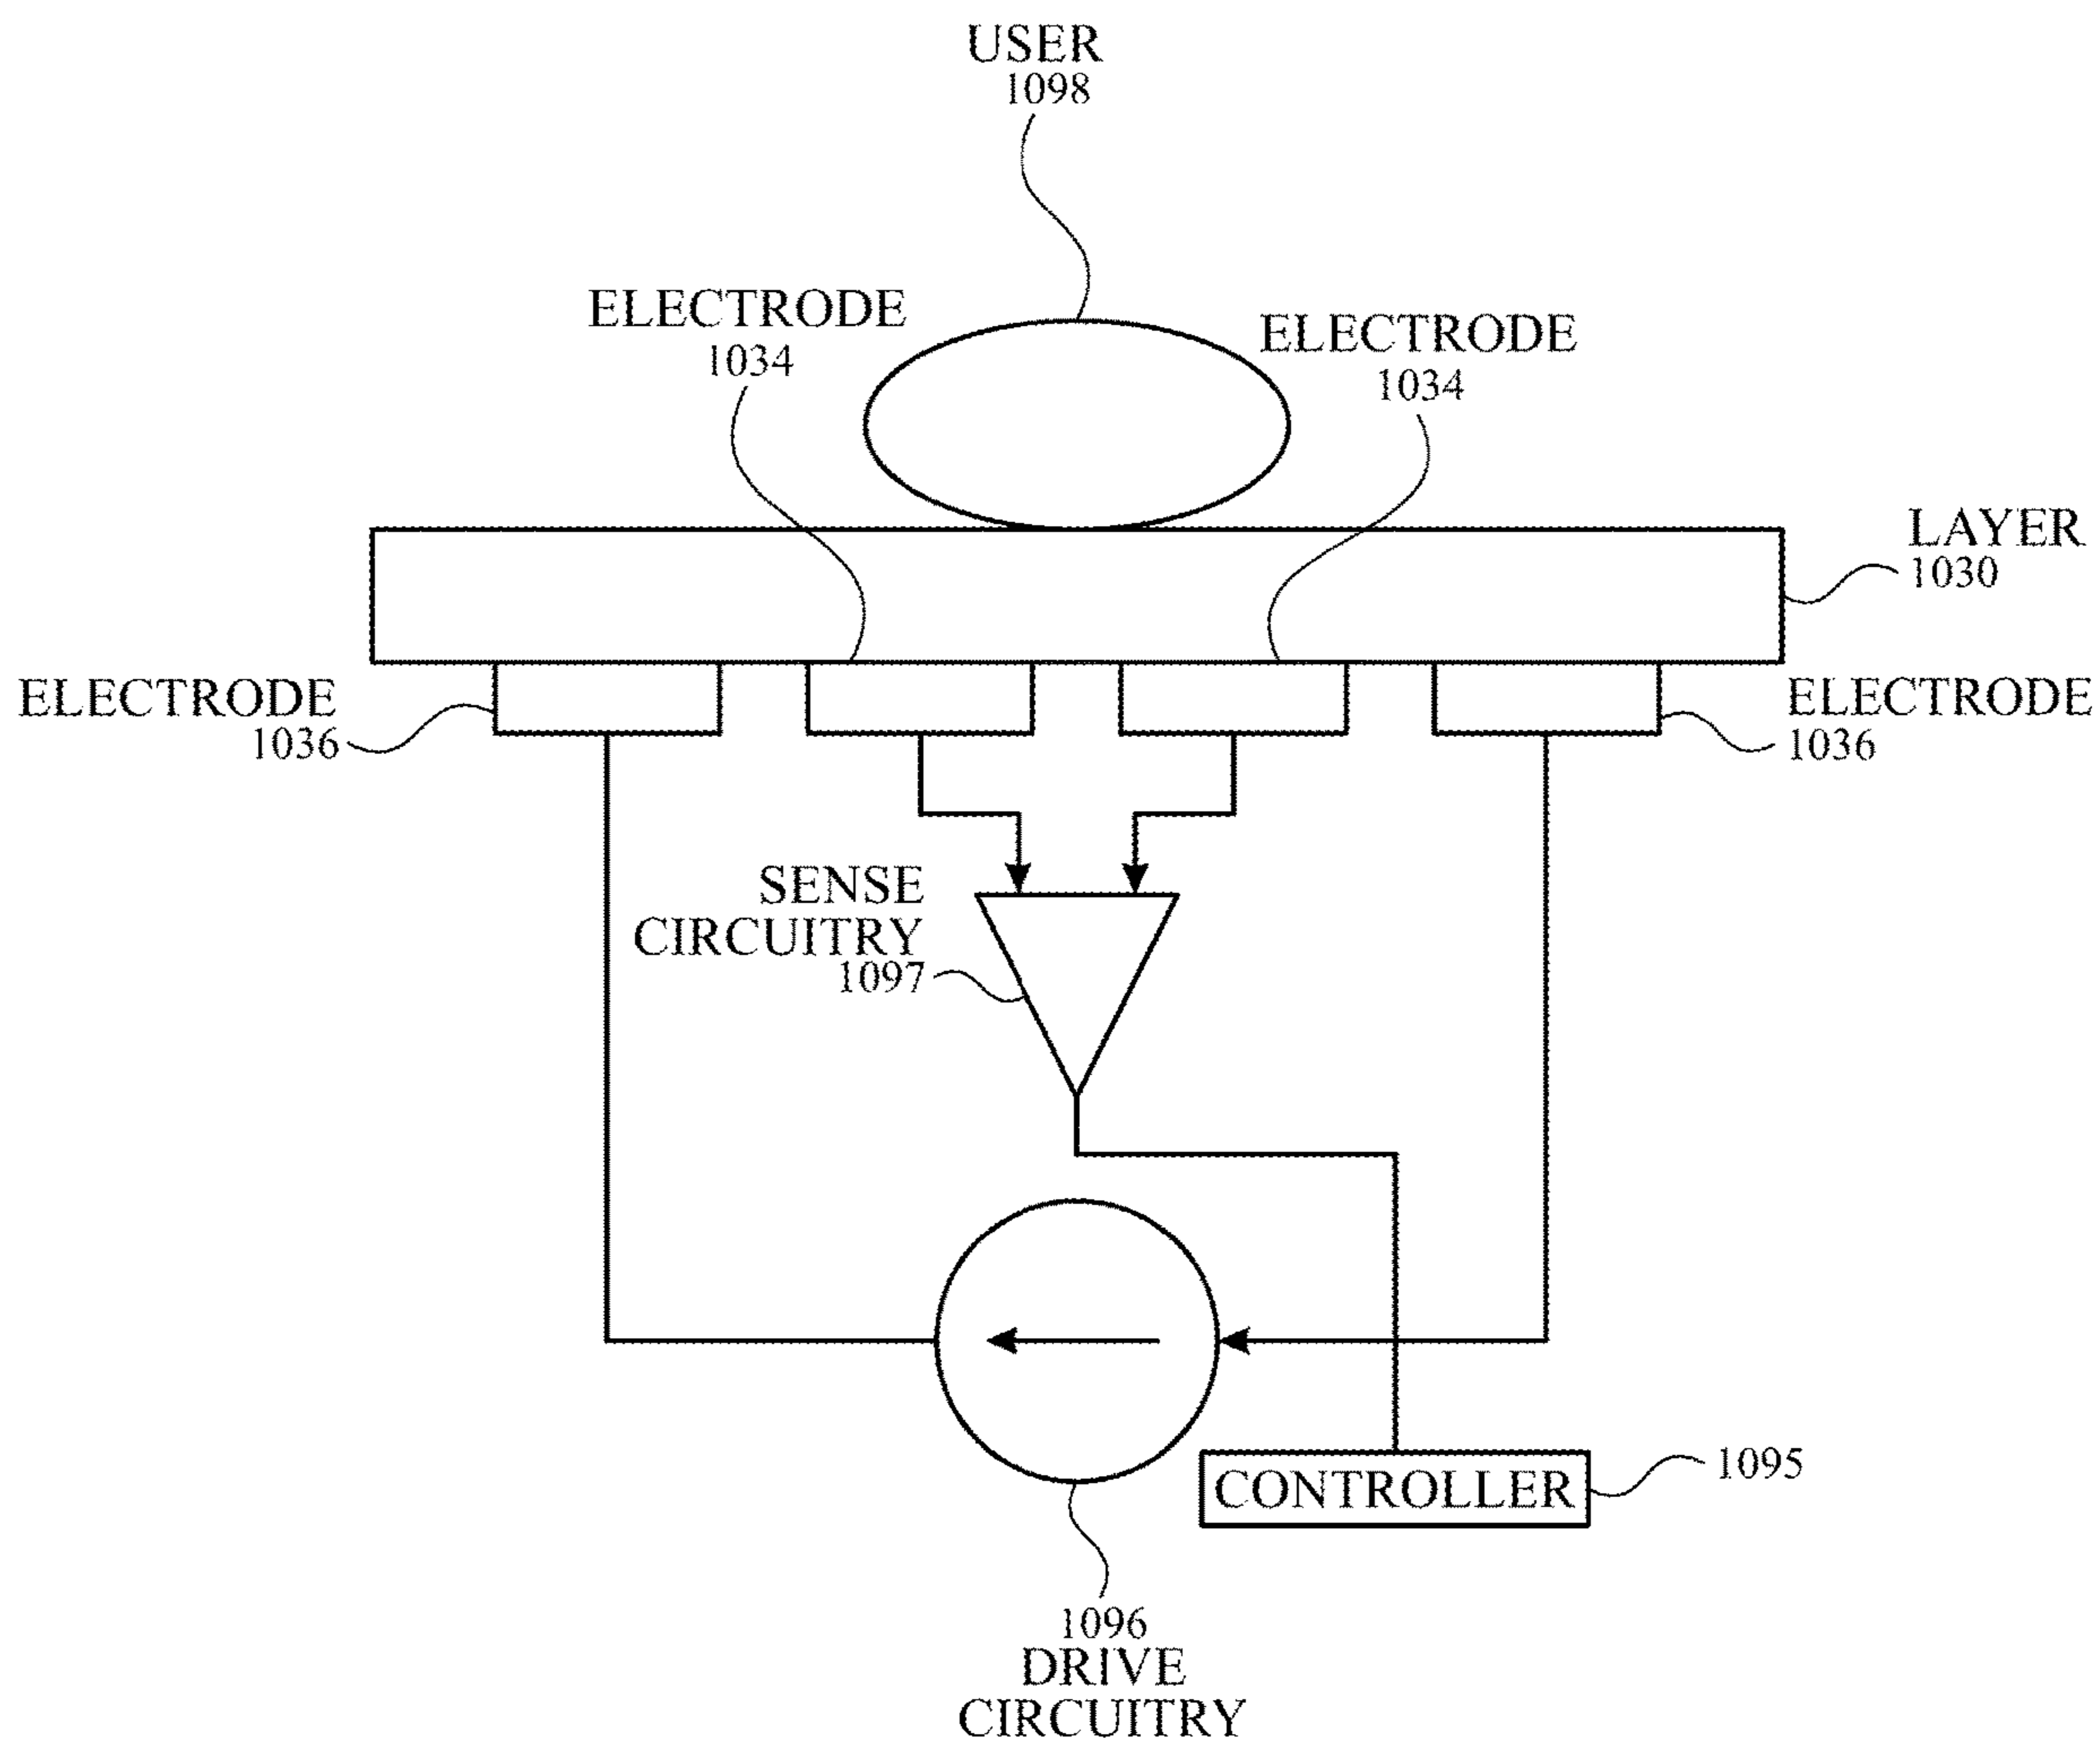 USER
1098
ELECTRODE
1034
ELECTRODE
1034
LAYER
1030
ELECTRODE
1036
ELECTRODE
1036
SENSE
CIRCUITRY
1097
CONTROLLER
1095
1096
DRIVE
CIRCUITRY